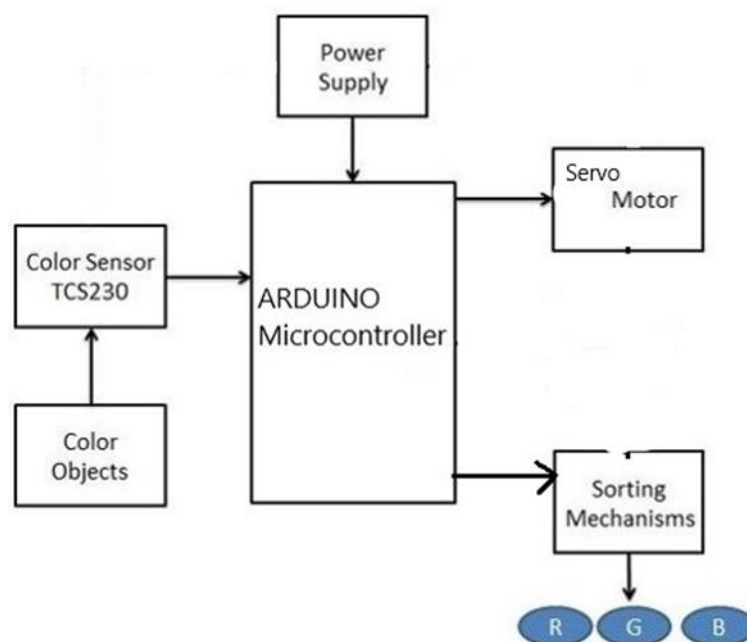 Power
Supply
Servo
Motor
Color Sensor
TCS230
ARDUINO
Microcontroller
Color
Objects
Sorting
Mechanisms
R G B